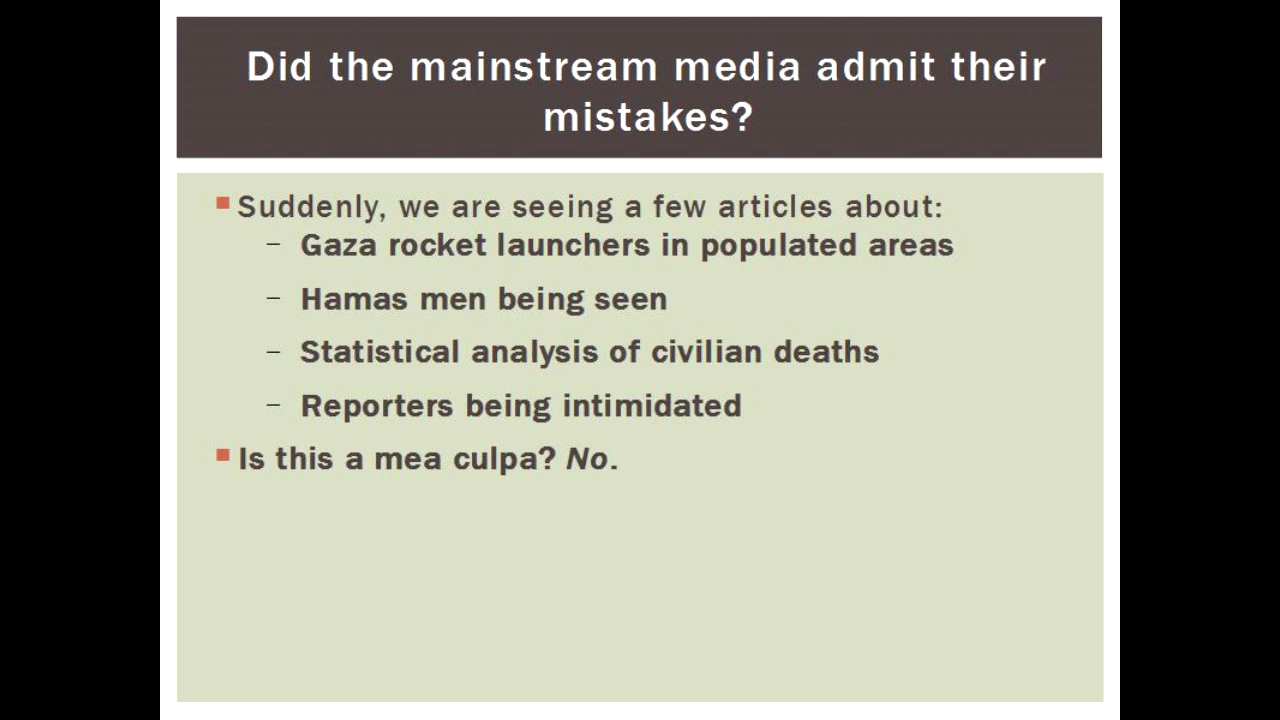 Did the mainstream media admit their
mistakes?
Suddenly, we are seeing a few articles about:
– Gaza rocket launchers in populated areas
– Hamas men being seen
– Statistical analysis of civilian deaths
– Reporters being intimidated
Is this a mea culpa? No.